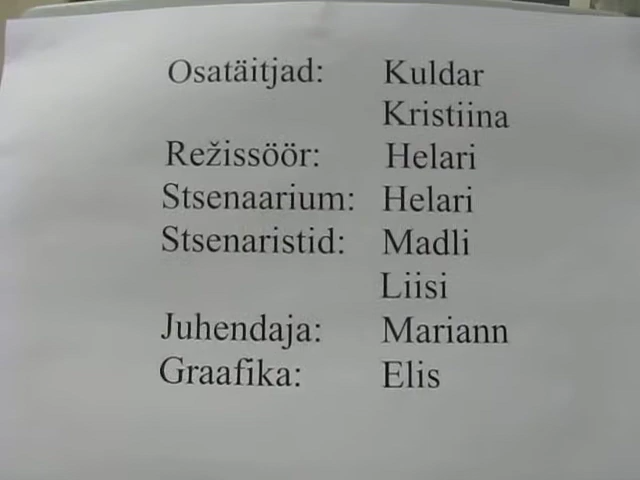 Osatäitjad: Kuldar
Kristiina
Režissöör: Helari
Stsenaarium: Helari
Stsenaristid: Madli
Liisi
Juhendaja: Mariann
Graafika: Elis